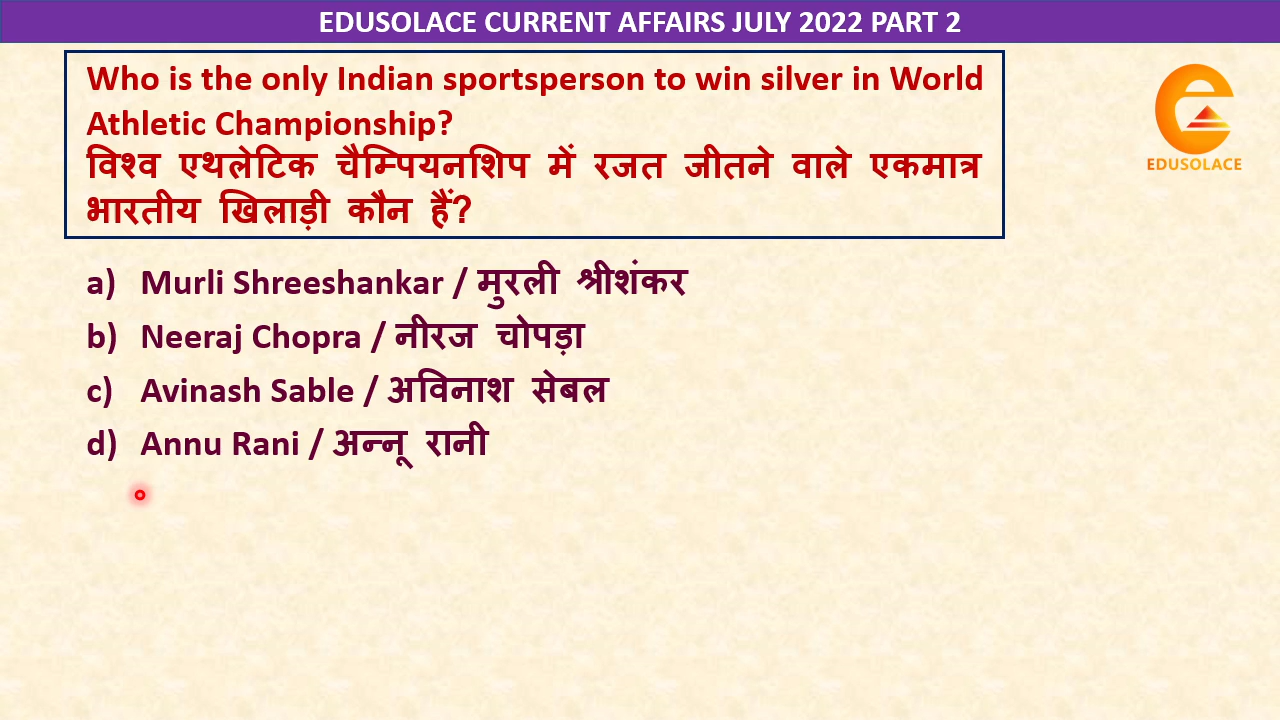 EDUSOLACE CURRENT AFFAIRS JULY 2022 PART 2
Who is the only Indian sportsperson to win silver in World
Athletic Championship?
विश्व एथलेटिक चैम्पियनशिप में रजत जीतने वाले एकमात्र
भारतीय खिलाड़ी कौन हैं?
EDUSOLACE
a) Murli Shreeshankar / मुरली श्रीशंकर
b) Neeraj Chopra / नीरज चोपड़ा
c) Avinash Sable / अविनाश सेबल
d) Annu Rani / अन्नू रानी